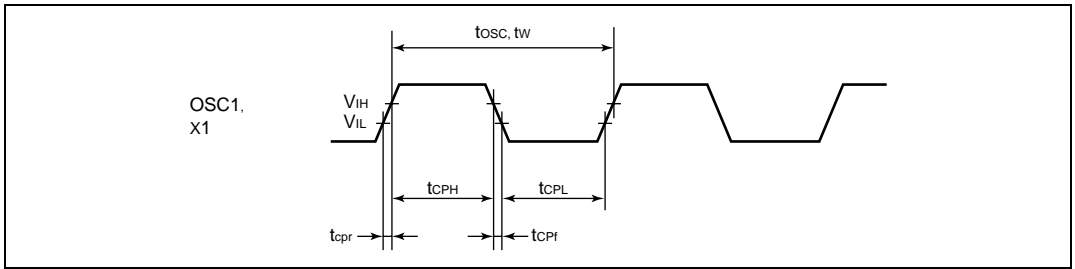 tosc, tw
OSC1,
X1
VIH
VIL
tCPH
tCPL
tcpr
tCPf